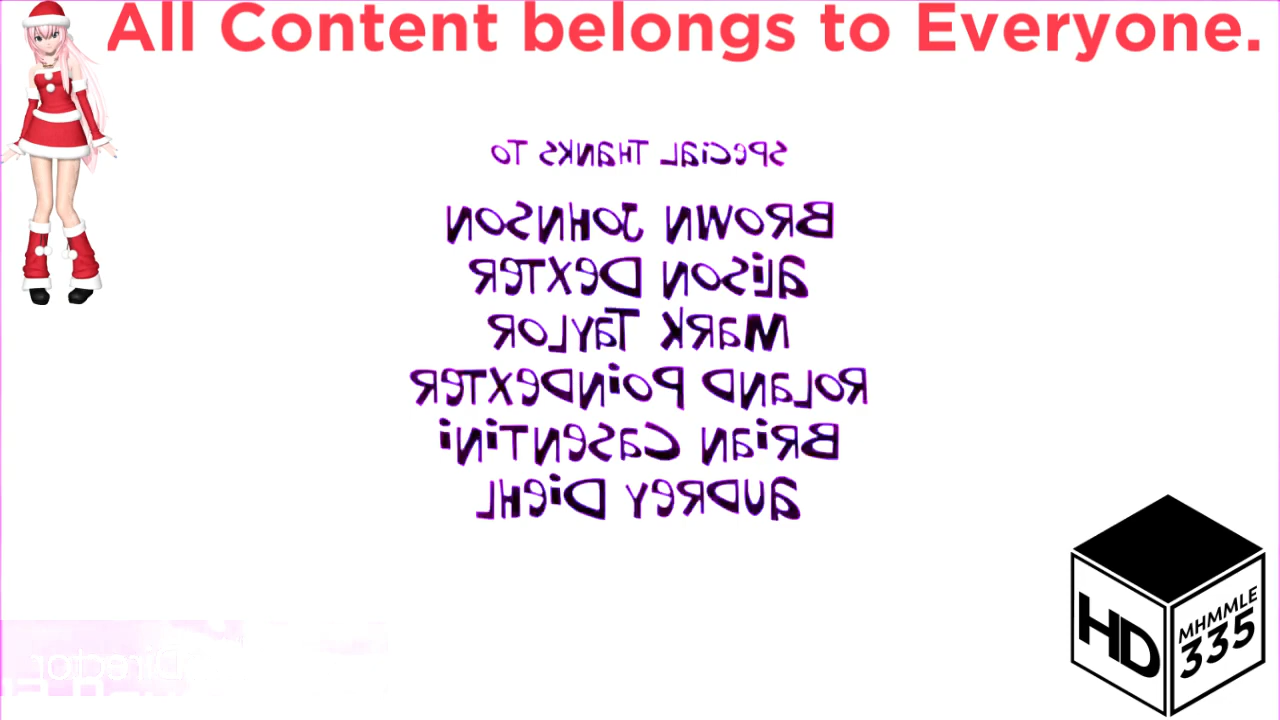 All Content belongs to Everyone.
SPeCiaL THaNKS TO
BROWN JOHNSON
aLiSON DeXTeR
MaRK TaYLOR
ROLaND POiNDeXTeR
BRiaN CaSeNTiNi
aUDReY DieHL
Director
HD
MHMMLE
335